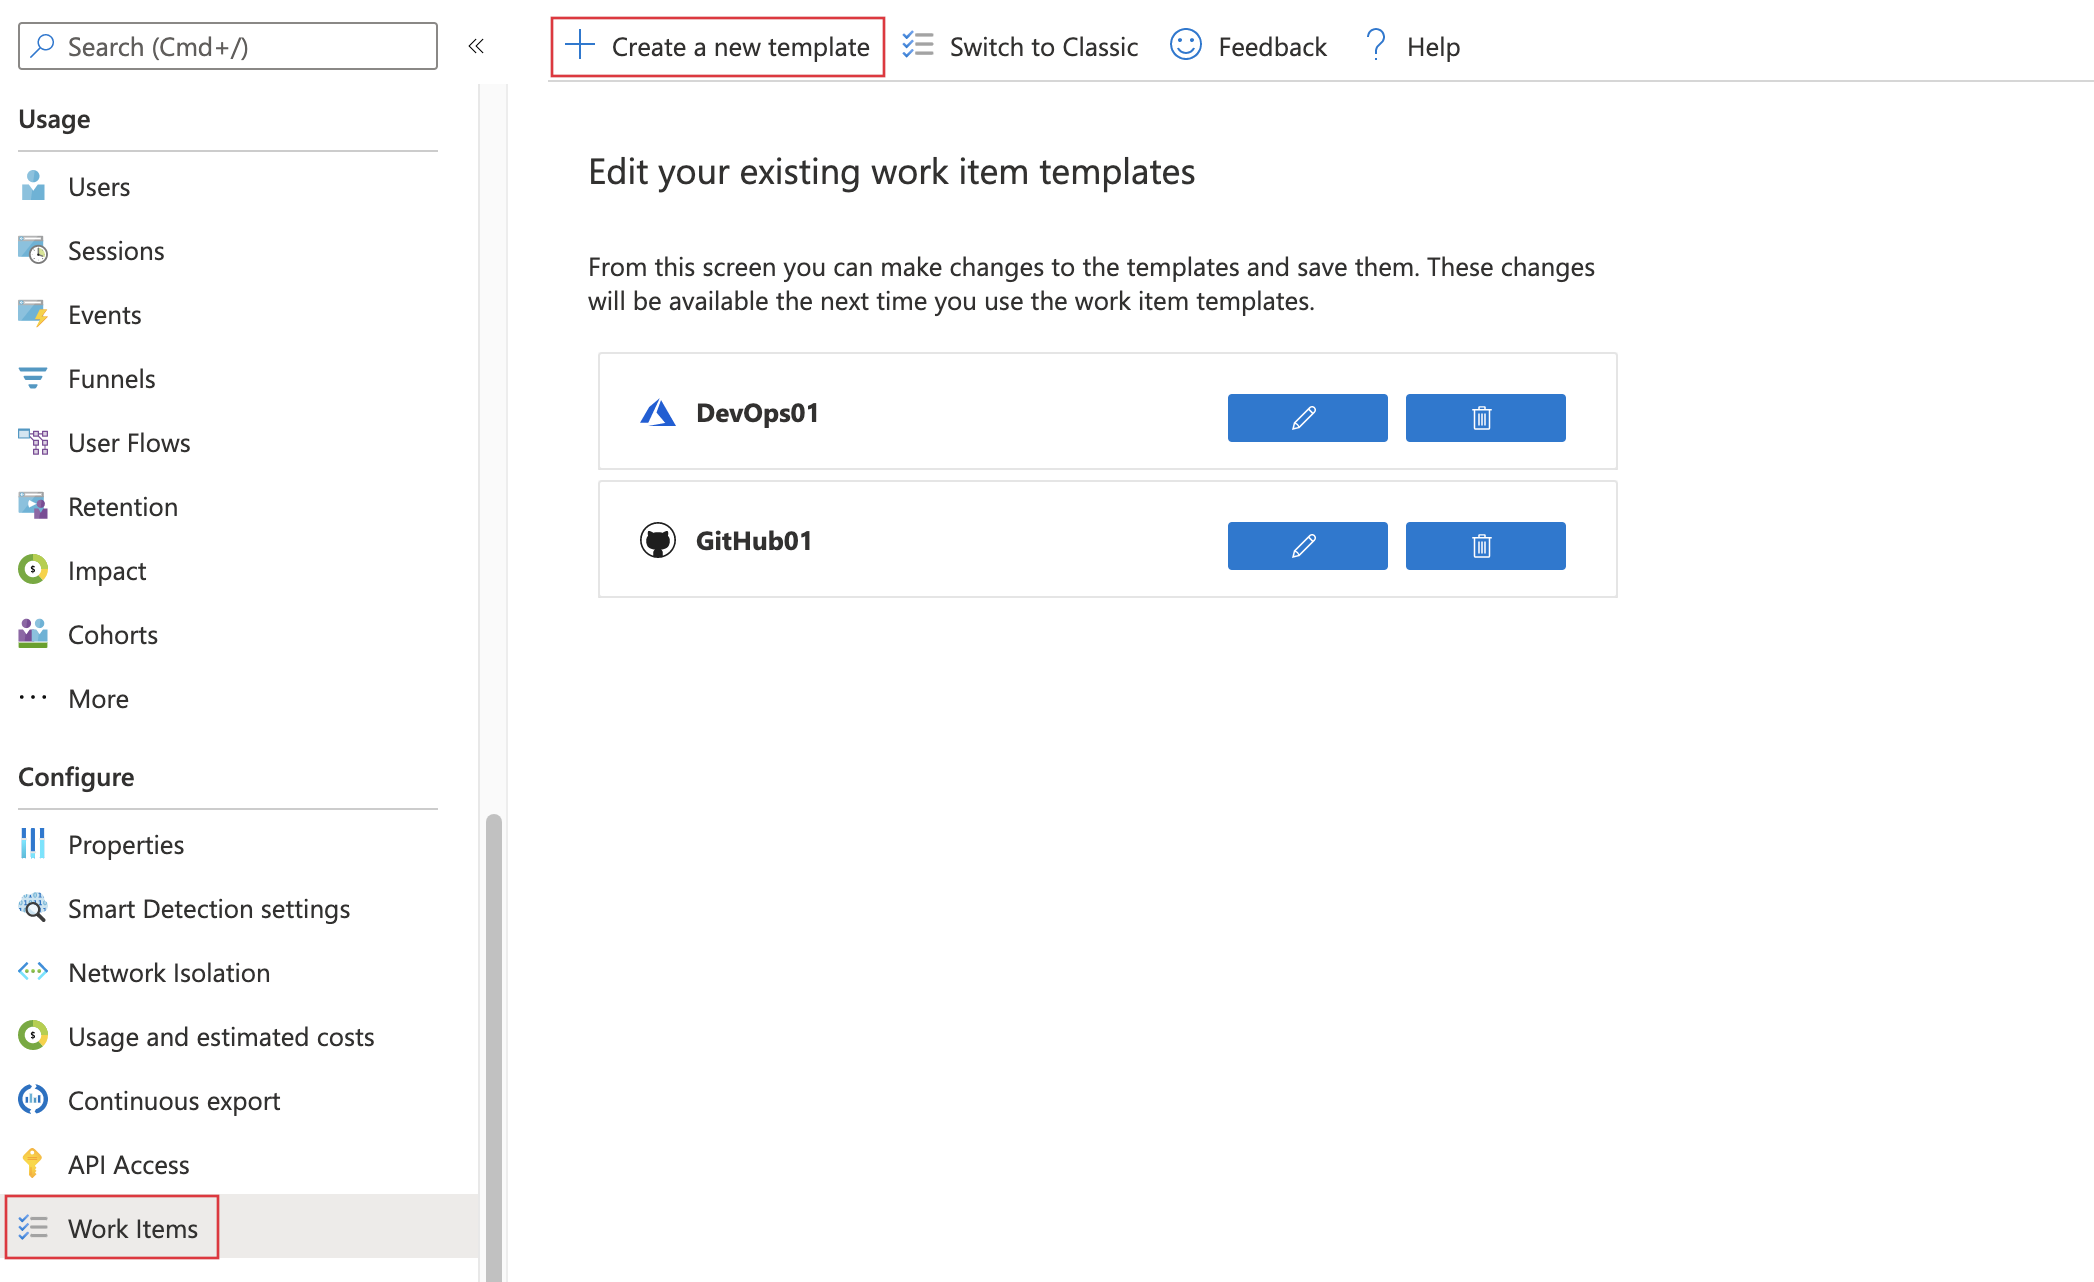 Search (Cmd+/)
«
Create a new template
Switch to Classic
Feedback
Help
Usage
Users
Sessions
Events
Funnels
User Flows
Retention
Impact
Cohorts
More
Configure
Properties
Smart Detection settings
Network Isolation
Usage and estimated costs
Continuous export
API Access
Work Items
Edit your existing work item templates
From this screen you can make changes to the templates and save them. These changes
will be available the next time you use the work item templates.
DevOps01
GitHub01